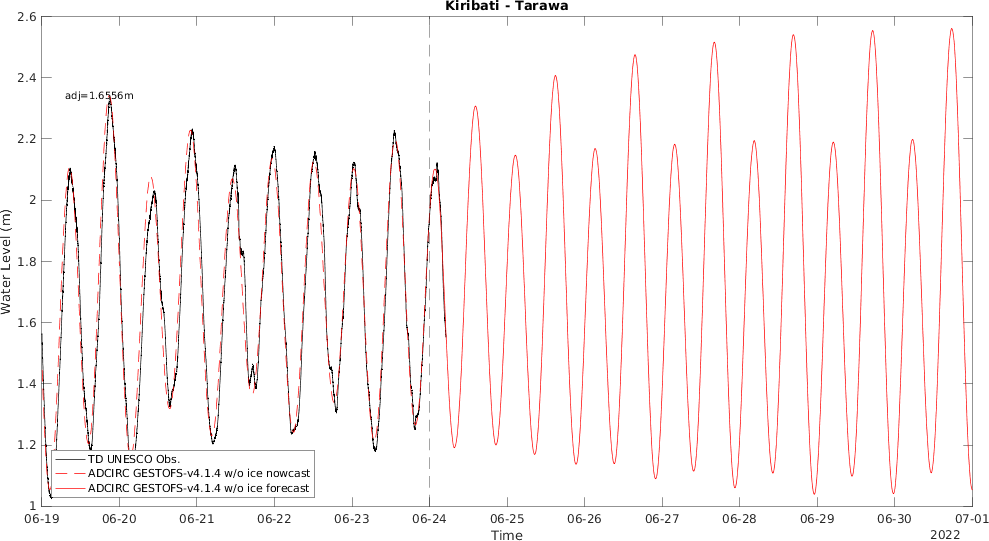 Kiribati - Tarawa
2.6
2.4
2.2
2
1.8
1.6
1.4
1.2
1
Water Level (m)
adj=1.6556m
TD UNESCO Obs.
ADCIRC GESTOFS-v4.1.4 w/o ice nowcast
ADCIRC GESTOFS-v4.1.4 w/o ice forecast
06-19 06-20 06-21 06-22 06-23 06-24 06-25 06-26 06-27 06-28 06-29 06-30 07-01
Time
2022